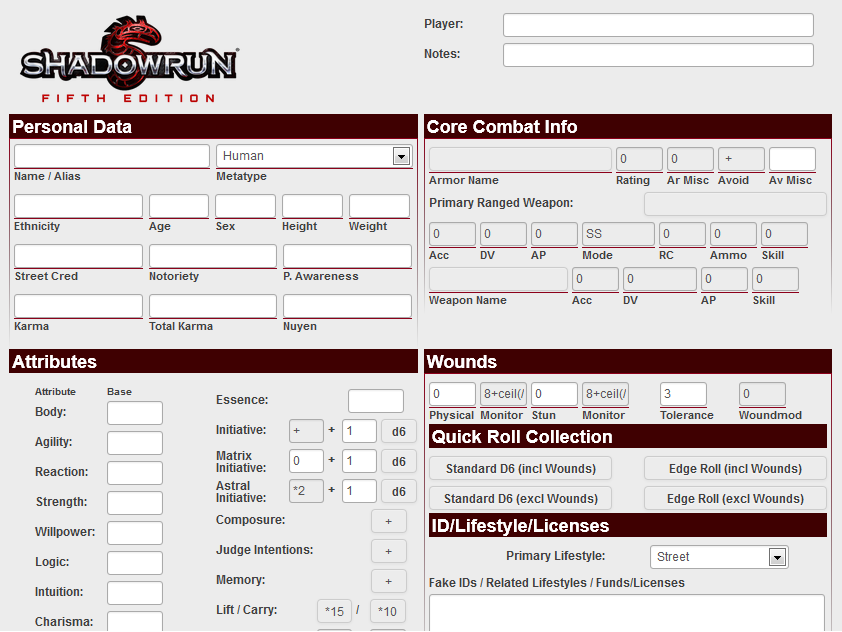 SHADOWRUN
FIFTH EDITION
Player:
Notes:
Personal Data
Human
Name / Alias
Metatype
Ethnicity
Age
Sex
Height
Weight
Street Cred
Notoriety
P. Awareness
Karma
Total Karma
Nuyen
Core Combat Info
0
0
+
Armor Name
Rating
Ar Misc
Avoid
Av Misc
Primary Ranged Weapon:
0
0
0
SS
0
0
0
Acc
DV
AP
Mode
RC
Ammo
Skill
0
0
0
0
Weapon Name
Acc
DV
AP
Skill
Attributes
Attribute
Base
Body:
Agility:
Reaction:
Strength:
Willpower:
Logic:
Intuition:
Charisma:
Essence:
Initiative:
+
+
1
d6
Matrix
Initiative:
0
+
1
d6
Astral
Initiative:
*2
+
1
d6
Composure:
+
Judge Intentions:
+
Memory:
+
Lift / Carry:
*15
/
*10
Wounds
0
8+ceil(/
0
8+ceil(/
3
0
Physical
Monitor
Stun
Monitor
Tolerance
Woundmod
Quick Roll Collection
Standard D6 (incl Wounds)
Edge Roll (incl Wounds)
Standard D6 (excl Wounds)
Edge Roll (excl Wounds)
ID/Lifestyle/Licenses
Primary Lifestyle:
Street
Fake IDs / Related Lifestyles / Funds/Licenses